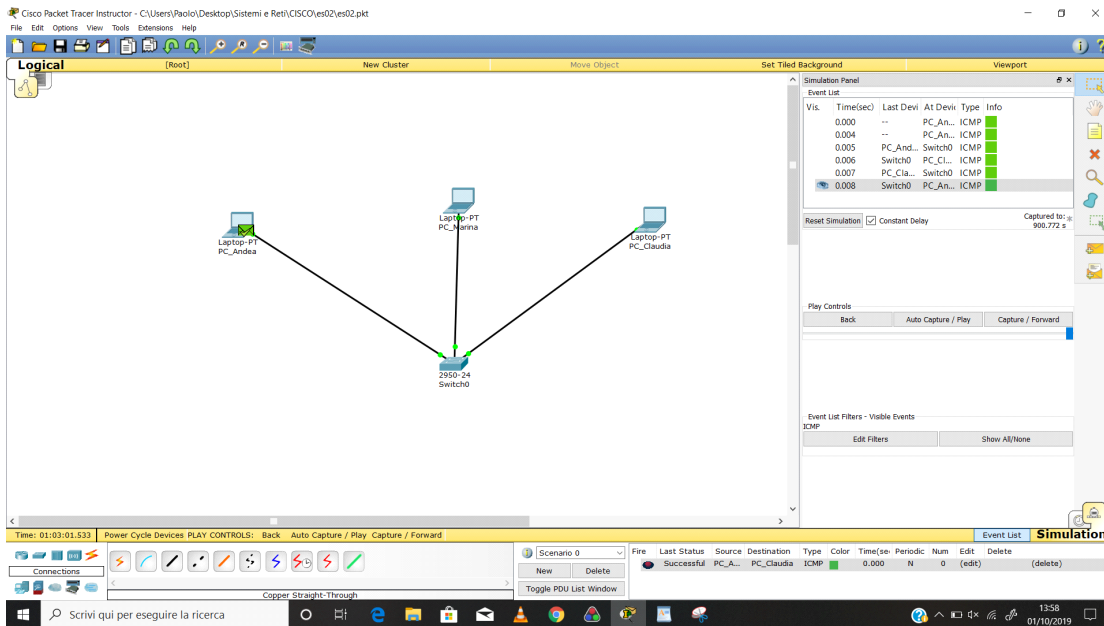 Cisco Packet Tracer Instructor - C:\Users\Paolo\Desktop\Sistemi e Reti\CISCO\es02\es02.pkt
File Edit Options View Tools Extensions Help
Logical [Root] New Cluster Move Object Set Tiled Background Viewport
Simulation Panel
Event List
Vis. Time(sec) Last Devi At Devic Type Info
0.000 -- PC_An... ICMP
0.004 -- PC_An... ICMP
0.005 PC_And... Switch0 ICMP
0.006 Switch0 PC_Cl... ICMP
0.007 PC_Cla... Switch0 ICMP
0.008 Switch0 PC_An... ICMP
Reset Simulation Constant Delay Captured to: *
900.772 s
Laptop-PT
PC_Andea
Laptop-PT
PC_Marina
Laptop-PT
PC_Claudia
2950-24
Switch0
Play Controls
Back Auto Capture / Play Capture / Forward
Event List Filters - Visible Events
ICMP
Edit Filters Show All/None
Time: 01:03:01.533 Power Cycle Devices PLAY CONTROLS: Back Auto Capture / Play Capture / Forward Event List Simulation
Connections
Copper Straight-Through
Scenario 0
New Delete
Toggle PDU List Window
Fire Last Status Source Destination Type Color Time(se Periodic Num Edit Delete
Successful PC_A... PC_Claudia ICMP 0.000 N 0 (edit) (delete)
Scrivi qui per eseguire la ricerca
13:58
01/10/2019